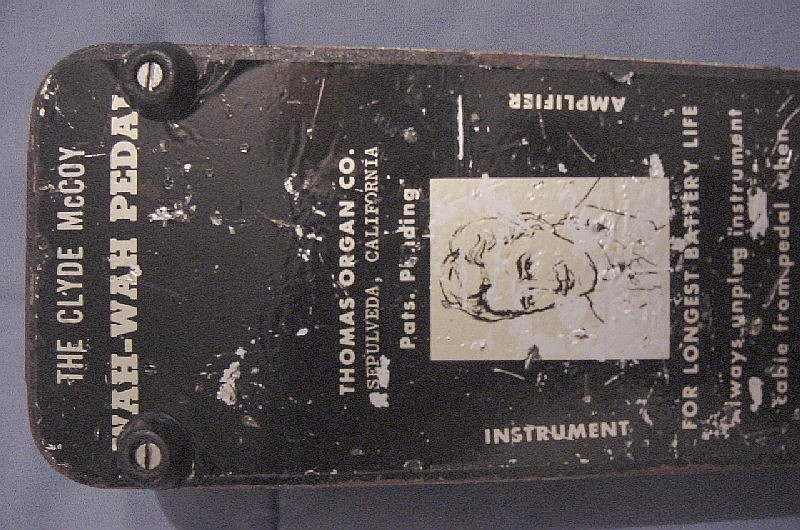 THE CLYDE McCOY
WAH-WAH PEDAL
THOMAS ORGAN CO.
SEPULVEDA, CALIFORNIA
Pats. Pending
INSTRUMENT
AMPLIFIER
FOR LONGEST BATTERY LIFE
always unplug instrument
cable from pedal when